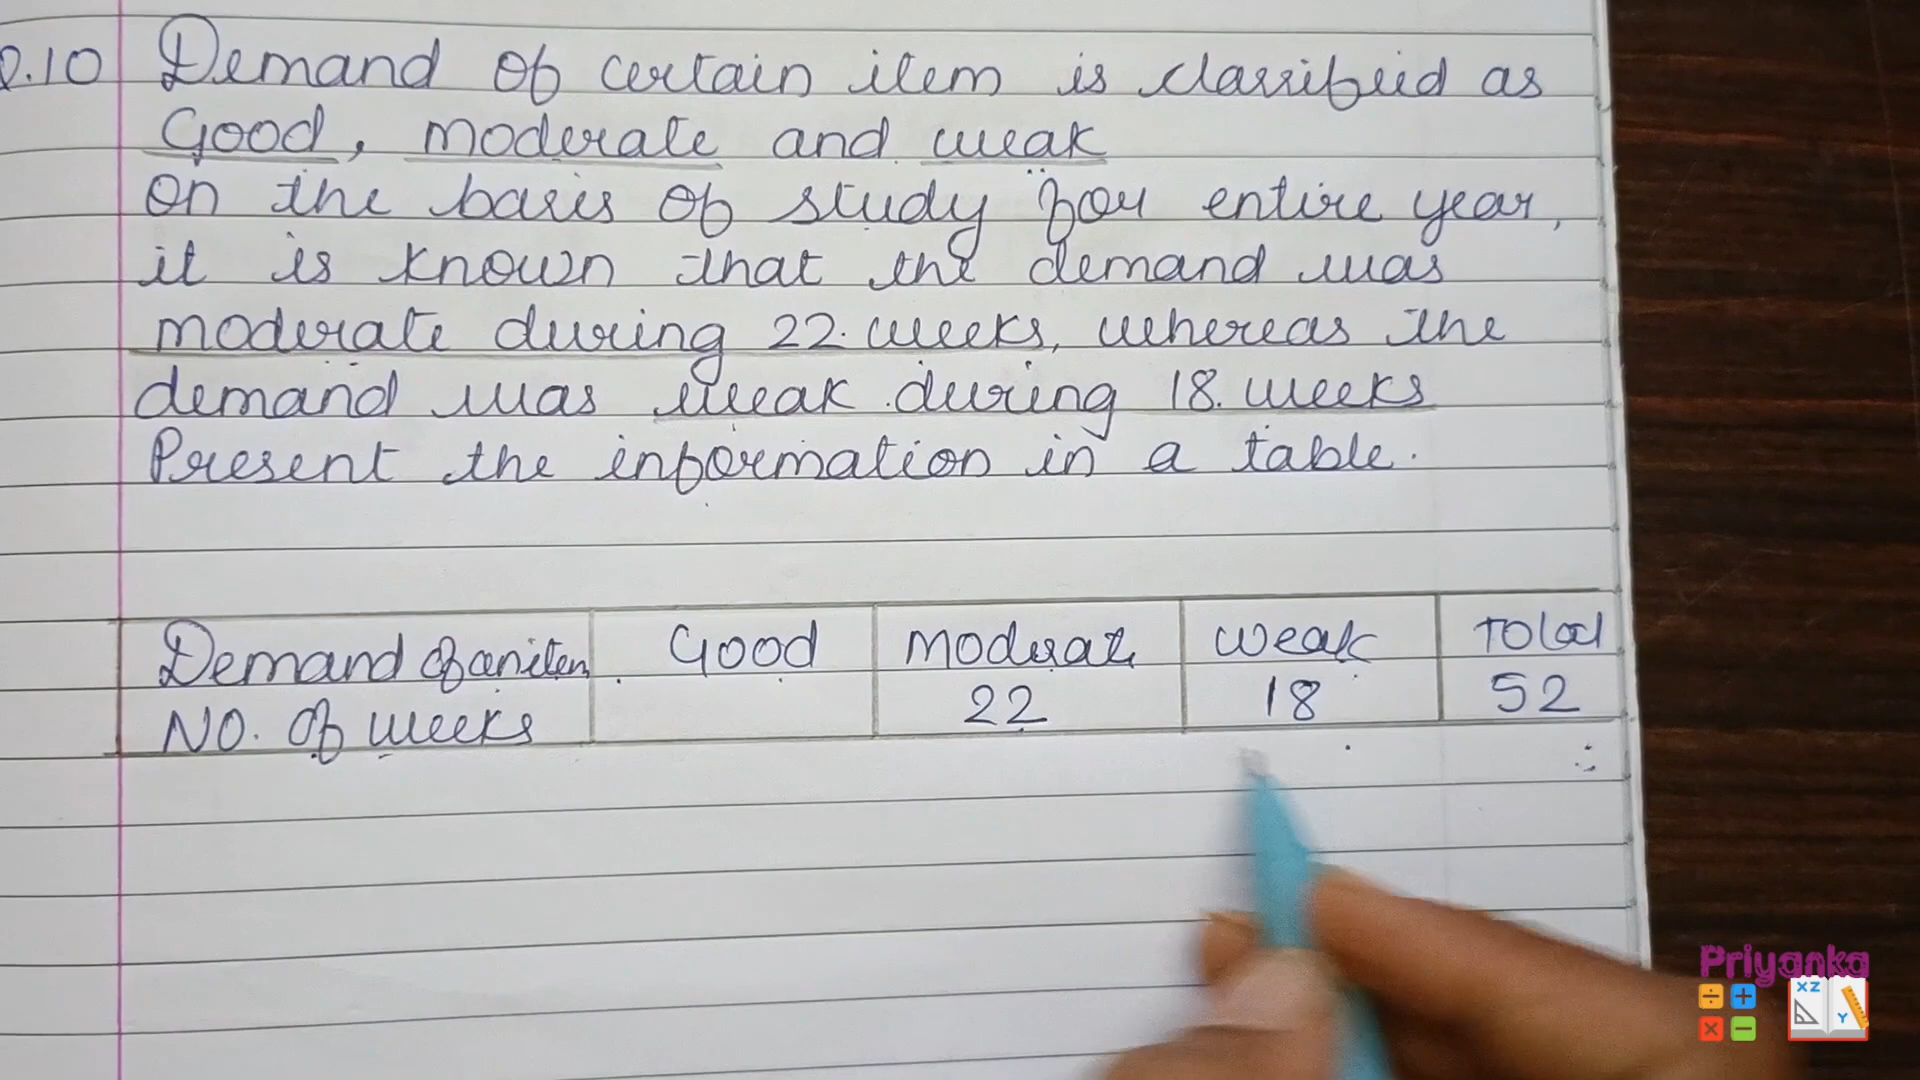 Q.10 Demand of certain item is classified as
Good, moderate and weak
on the basis of study for entire year,
it is known that the demand was
moderate during 22 weeks, whereas the
demand was weak during 18 weeks
Present the information in a table.
Demand of an item Good Moderate weak Total
NO. of weeks 22 18 52
Priyanka
÷ + XZ
× − Y